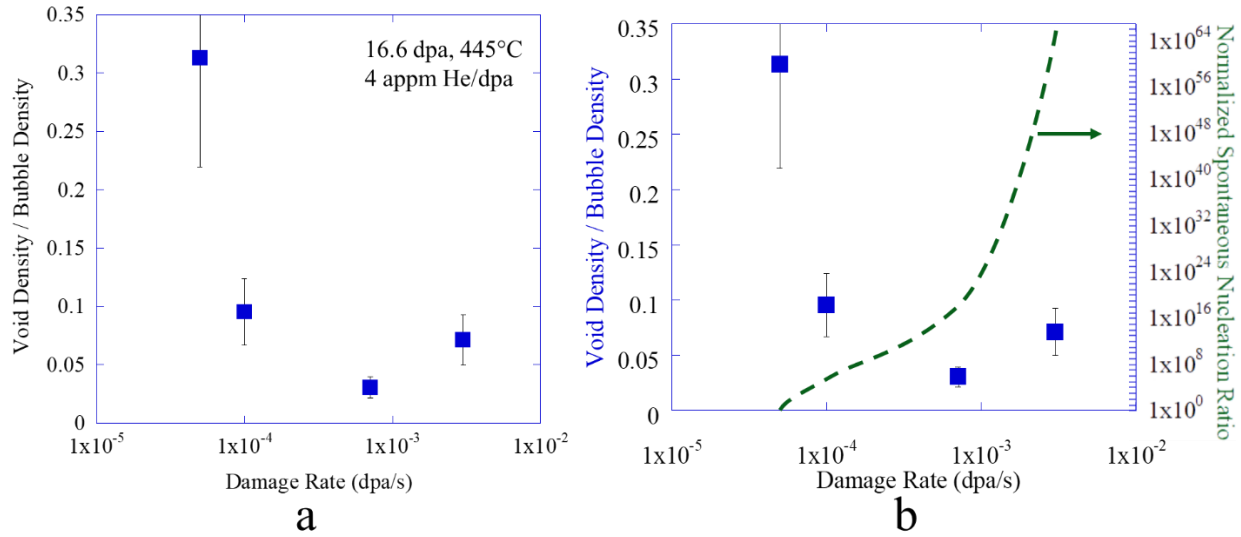 0.35
0.3
0.25
0.2
0.15
0.1
0.05
0
Void Density / Bubble Density
16.6 dpa, 445°C
4 appm He/dpa
1x10⁻⁵
1x10⁻⁴
1x10⁻³
1x10⁻²
Damage Rate (dpa/s)
a
0.35
0.3
0.25
0.2
0.15
0.1
0.05
0
Void Density / Bubble Density
1x10⁶⁴
1x10⁵⁶
1x10⁴⁸
1x10⁴⁰
1x10³²
1x10²⁴
1x10¹⁶
1x10⁸
1x10⁰
Normalized Spontaneous Nucleation Ratio
1x10⁻⁵
1x10⁻⁴
1x10⁻³
1x10⁻²
Damage Rate (dpa/s)
b